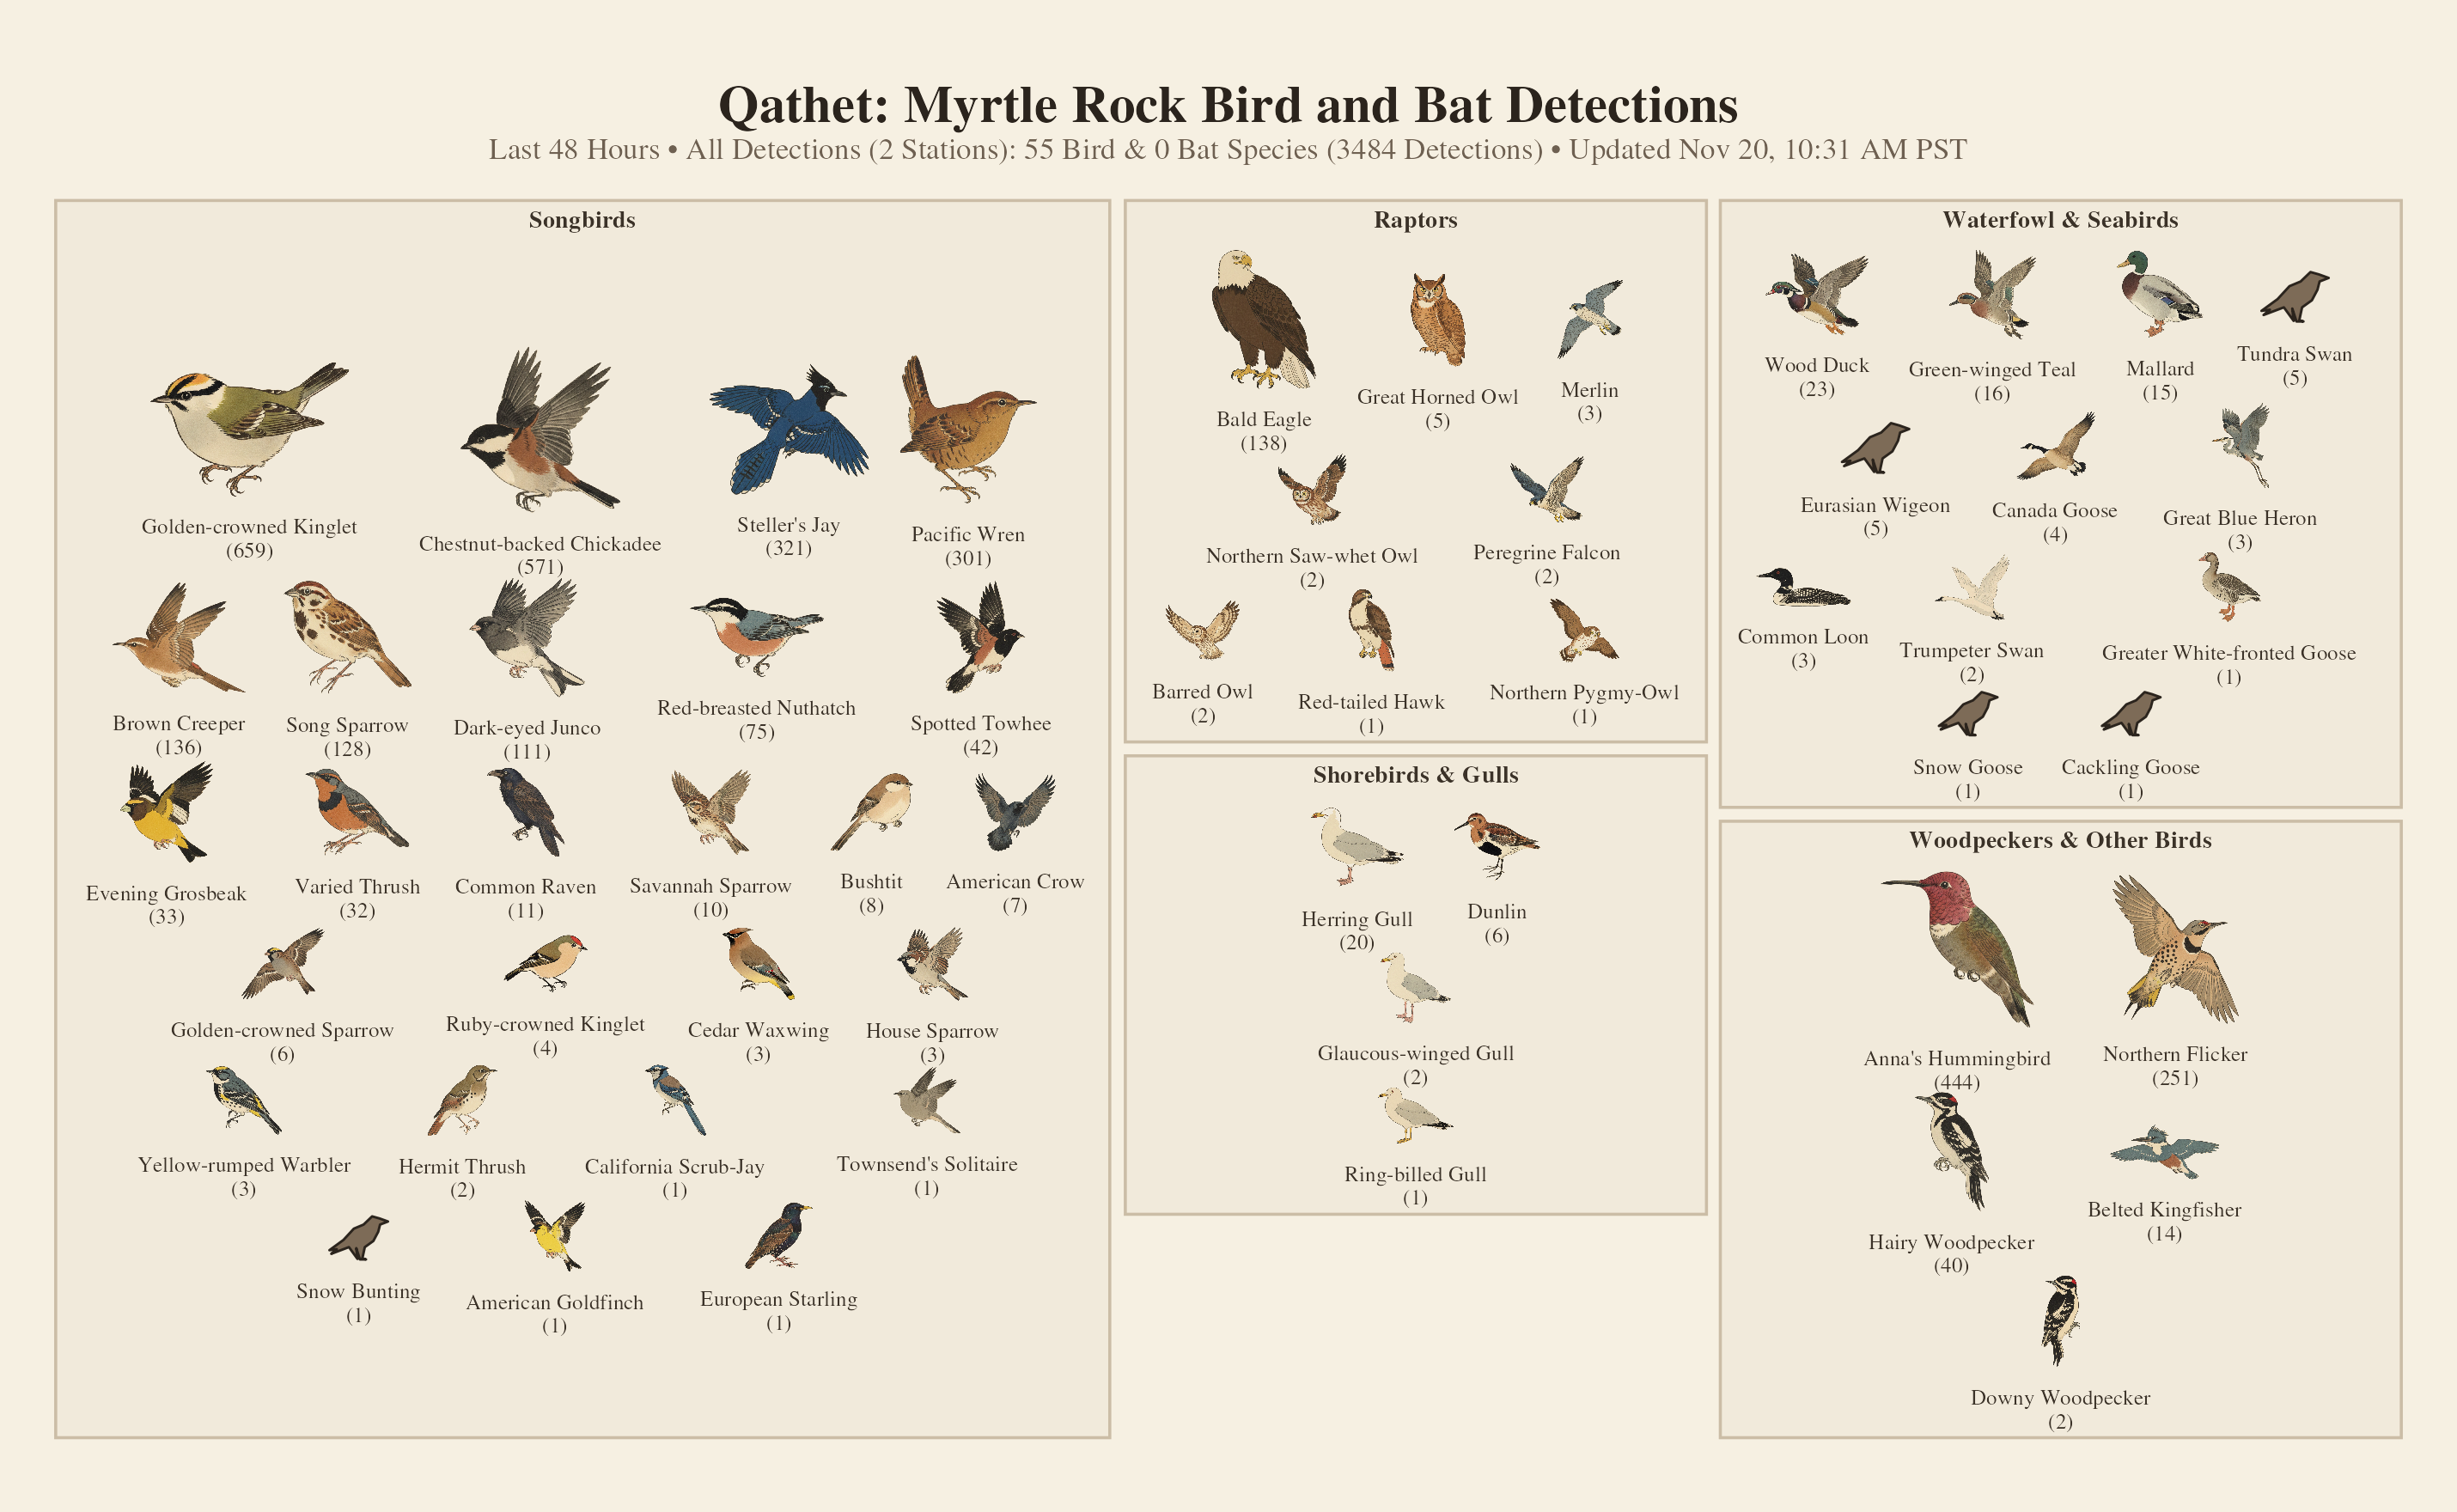 Qathet: Myrtle Rock Bird and Bat Detections
Last 48 Hours • All Detections (2 Stations): 55 Bird & 0 Bat Species (3484 Detections) • Updated Nov 20, 10:31 AM PST
Songbirds
Golden-crowned Kinglet
(659)
Chestnut-backed Chickadee
(571)
Steller's Jay
(321)
Pacific Wren
(301)
Brown Creeper
(136)
Song Sparrow
(128)
Dark-eyed Junco
(111)
Red-breasted Nuthatch
(75)
Spotted Towhee
(42)
Evening Grosbeak
(33)
Varied Thrush
(32)
Common Raven
(11)
Savannah Sparrow
(10)
Bushtit
(8)
American Crow
(7)
Golden-crowned Sparrow
(6)
Ruby-crowned Kinglet
(4)
Cedar Waxwing
(3)
House Sparrow
(3)
Yellow-rumped Warbler
(3)
Hermit Thrush
(2)
California Scrub-Jay
(1)
Townsend's Solitaire
(1)
Snow Bunting
(1)
American Goldfinch
(1)
European Starling
(1)
Raptors
Bald Eagle
(138)
Great Horned Owl
(5)
Merlin
(3)
Northern Saw-whet Owl
(2)
Peregrine Falcon
(2)
Barred Owl
(2)
Red-tailed Hawk
(1)
Northern Pygmy-Owl
(1)
Shorebirds & Gulls
Herring Gull
(20)
Dunlin
(6)
Glaucous-winged Gull
(2)
Ring-billed Gull
(1)
Waterfowl & Seabirds
Wood Duck
(23)
Green-winged Teal
(16)
Mallard
(15)
Tundra Swan
(5)
Eurasian Wigeon
(5)
Canada Goose
(4)
Great Blue Heron
(3)
Common Loon
(3)
Trumpeter Swan
(2)
Greater White-fronted Goose
(1)
Snow Goose
(1)
Cackling Goose
(1)
Woodpeckers & Other Birds
Anna's Hummingbird
(444)
Northern Flicker
(251)
Hairy Woodpecker
(40)
Belted Kingfisher
(14)
Downy Woodpecker
(2)